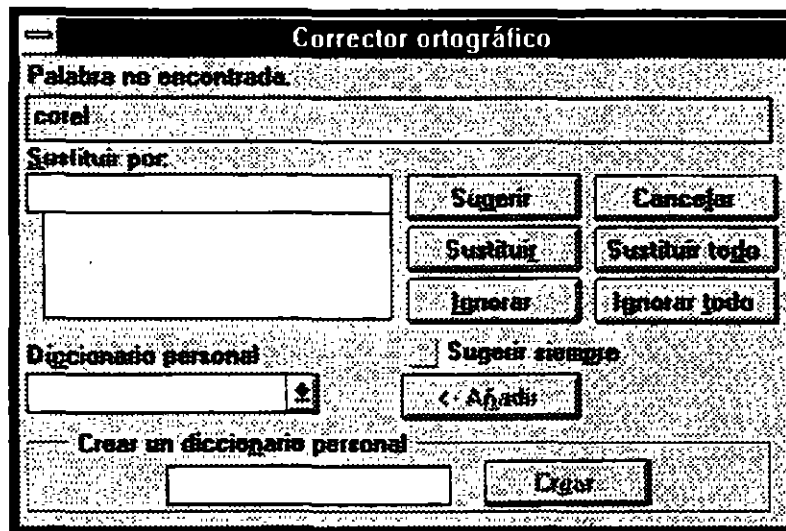 Corrector ortográfico
Palabra no encontrada.
corel
Sustituir por:
Sugerir Cancelar
Sustituir Sustituir todo
Ignorar Ignorar todo
Diccionario personal Sugerir siempre
<- Añadir
Crear un diccionario personal
Crear